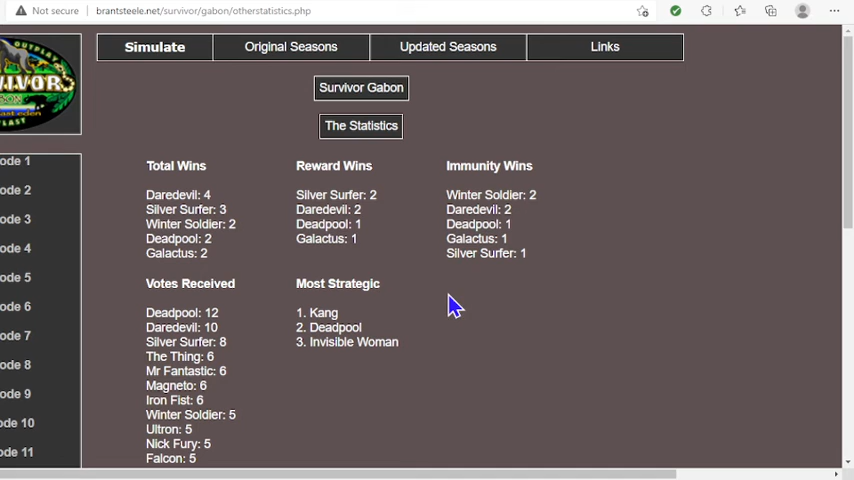 Not secure | brantsteele.net/survivor/gabon/otherstatistics.php
OUTPLAY
VIVOR
east eden
OUTLAST
Simulate
Original Seasons
Updated Seasons
Links
Survivor Gabon
The Statistics
ode 1
ode 2
ode 3
ode 4
ode 5
ode 6
ode 7
ode 8
ode 9
ode 10
ode 11
Total Wins
Daredevil: 4
Silver Surfer: 3
Winter Soldier: 2
Deadpool: 2
Galactus: 2
Reward Wins
Silver Surfer: 2
Daredevil: 2
Deadpool: 1
Galactus: 1
Immunity Wins
Winter Soldier: 2
Daredevil: 2
Deadpool: 1
Galactus: 1
Silver Surfer: 1
Votes Received
Deadpool: 12
Daredevil: 10
Silver Surfer: 8
The Thing: 6
Mr Fantastic: 6
Magneto: 6
Iron Fist: 6
Winter Soldier: 5
Ultron: 5
Nick Fury: 5
Falcon: 5
Most Strategic
1. Kang
2. Deadpool
3. Invisible Woman